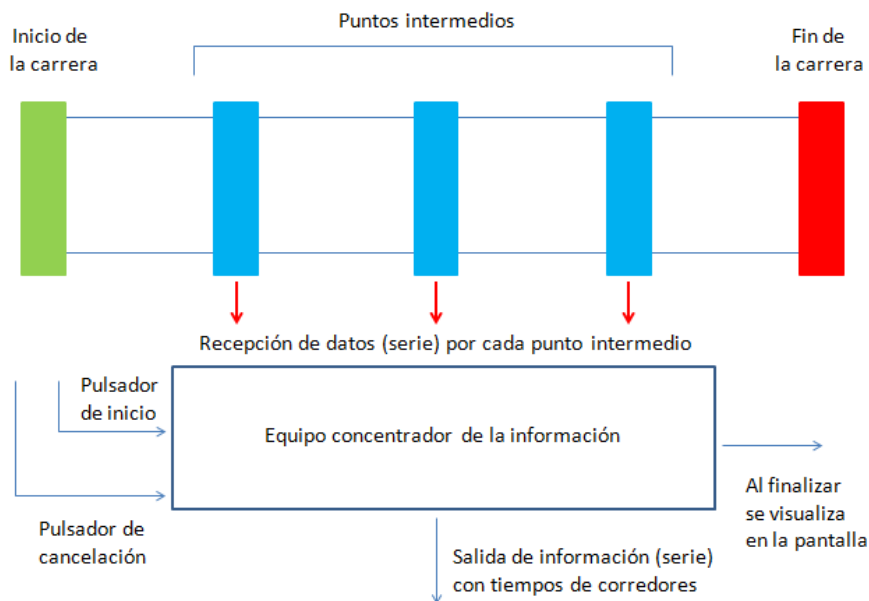 Inicio de
la carrera
Puntos intermedios
Fin de
la carrera
Recepción de datos (serie) por cada punto intermedio
Pulsador
de inicio
Equipo concentrador de la información
Pulsador de
cancelación
Al finalizar
se visualiza
en la pantalla
Salida de información (serie)
con tiempos de corredores